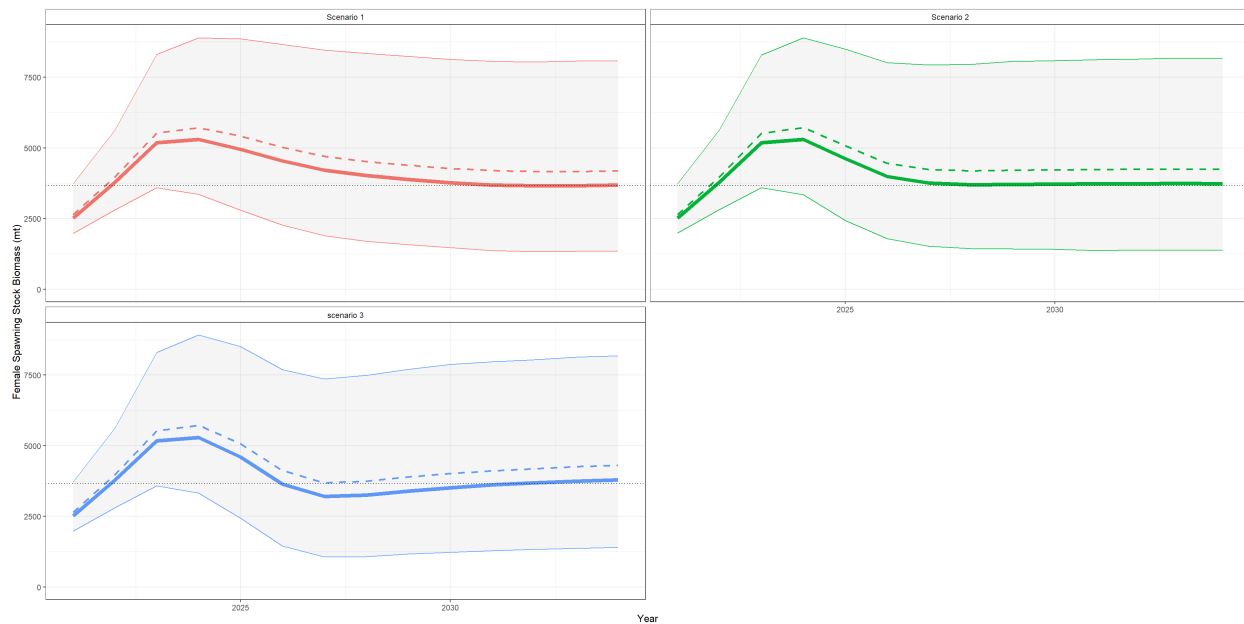 Scenario 1
Scenario 2
7500
5000
2500
0
2025
2030
scenario 3
7500
5000
2500
0
2025
2030
Female Spawning Stock Biomass (mt)
Year